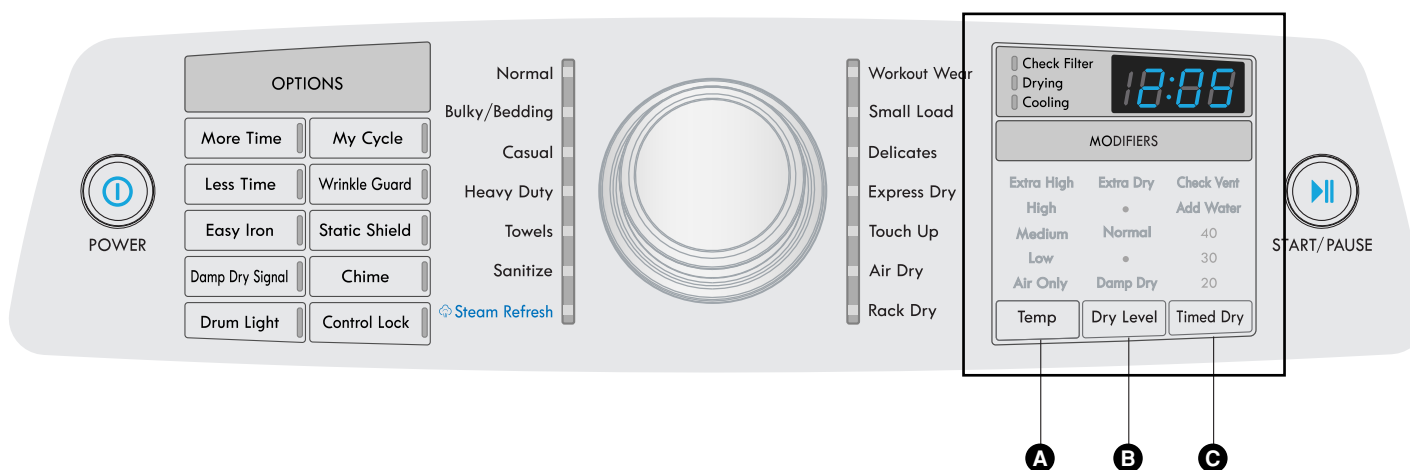 POWER
OPTIONS
More Time
My Cycle
Less Time
Wrinkle Guard
Easy Iron
Static Shield
Damp Dry Signal
Chime
Drum Light
Control Lock
Normal
Bulky/Bedding
Casual
Heavy Duty
Towels
Sanitize
Steam Refresh
Workout Wear
Small Load
Delicates
Express Dry
Touch Up
Air Dry
Rack Dry
Check Filter
Drying
Cooling
2:05
MODIFIERS
Extra High
High
Medium
Low
Air Only
Temp
Extra Dry
•
Normal
•
Damp Dry
Dry Level
Check Vent
Add Water
40
30
20
Timed Dry
START/PAUSE
A
B
C